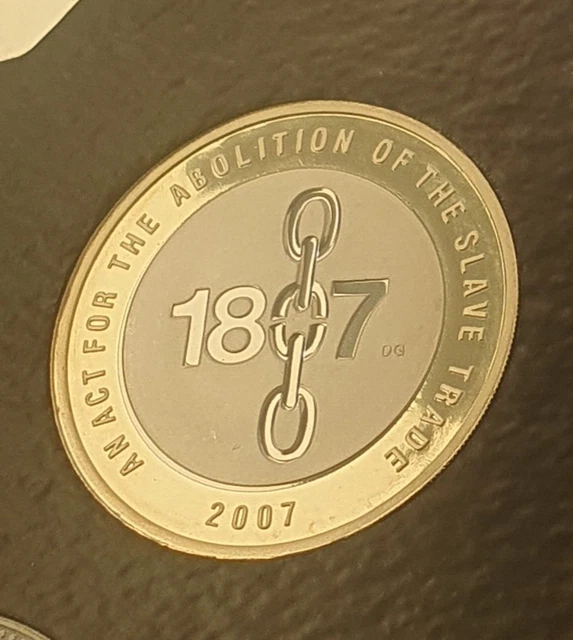 AN ACT FOR THE ABOLITION OF THE SLAVE TRADE
1807
DG
2007